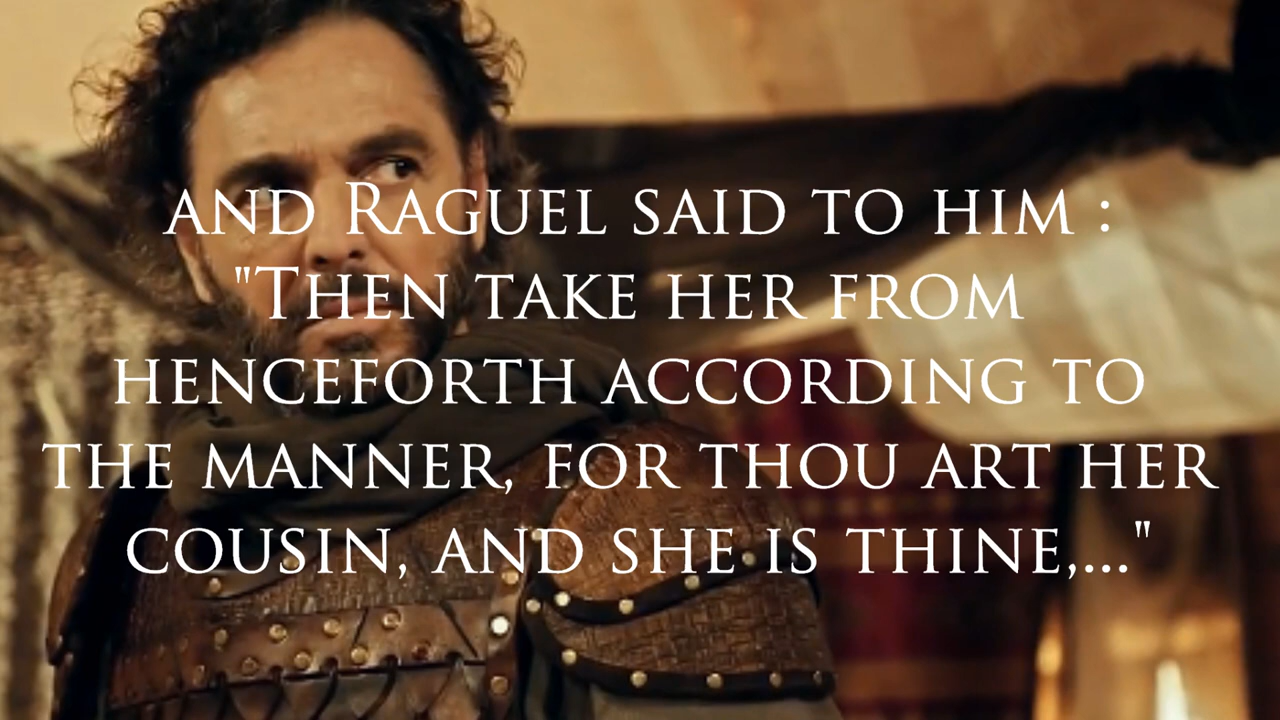 and Raguel said to him :
"Then take her from
henceforth according to
the manner, for thou art her
cousin, and she is thine,..."